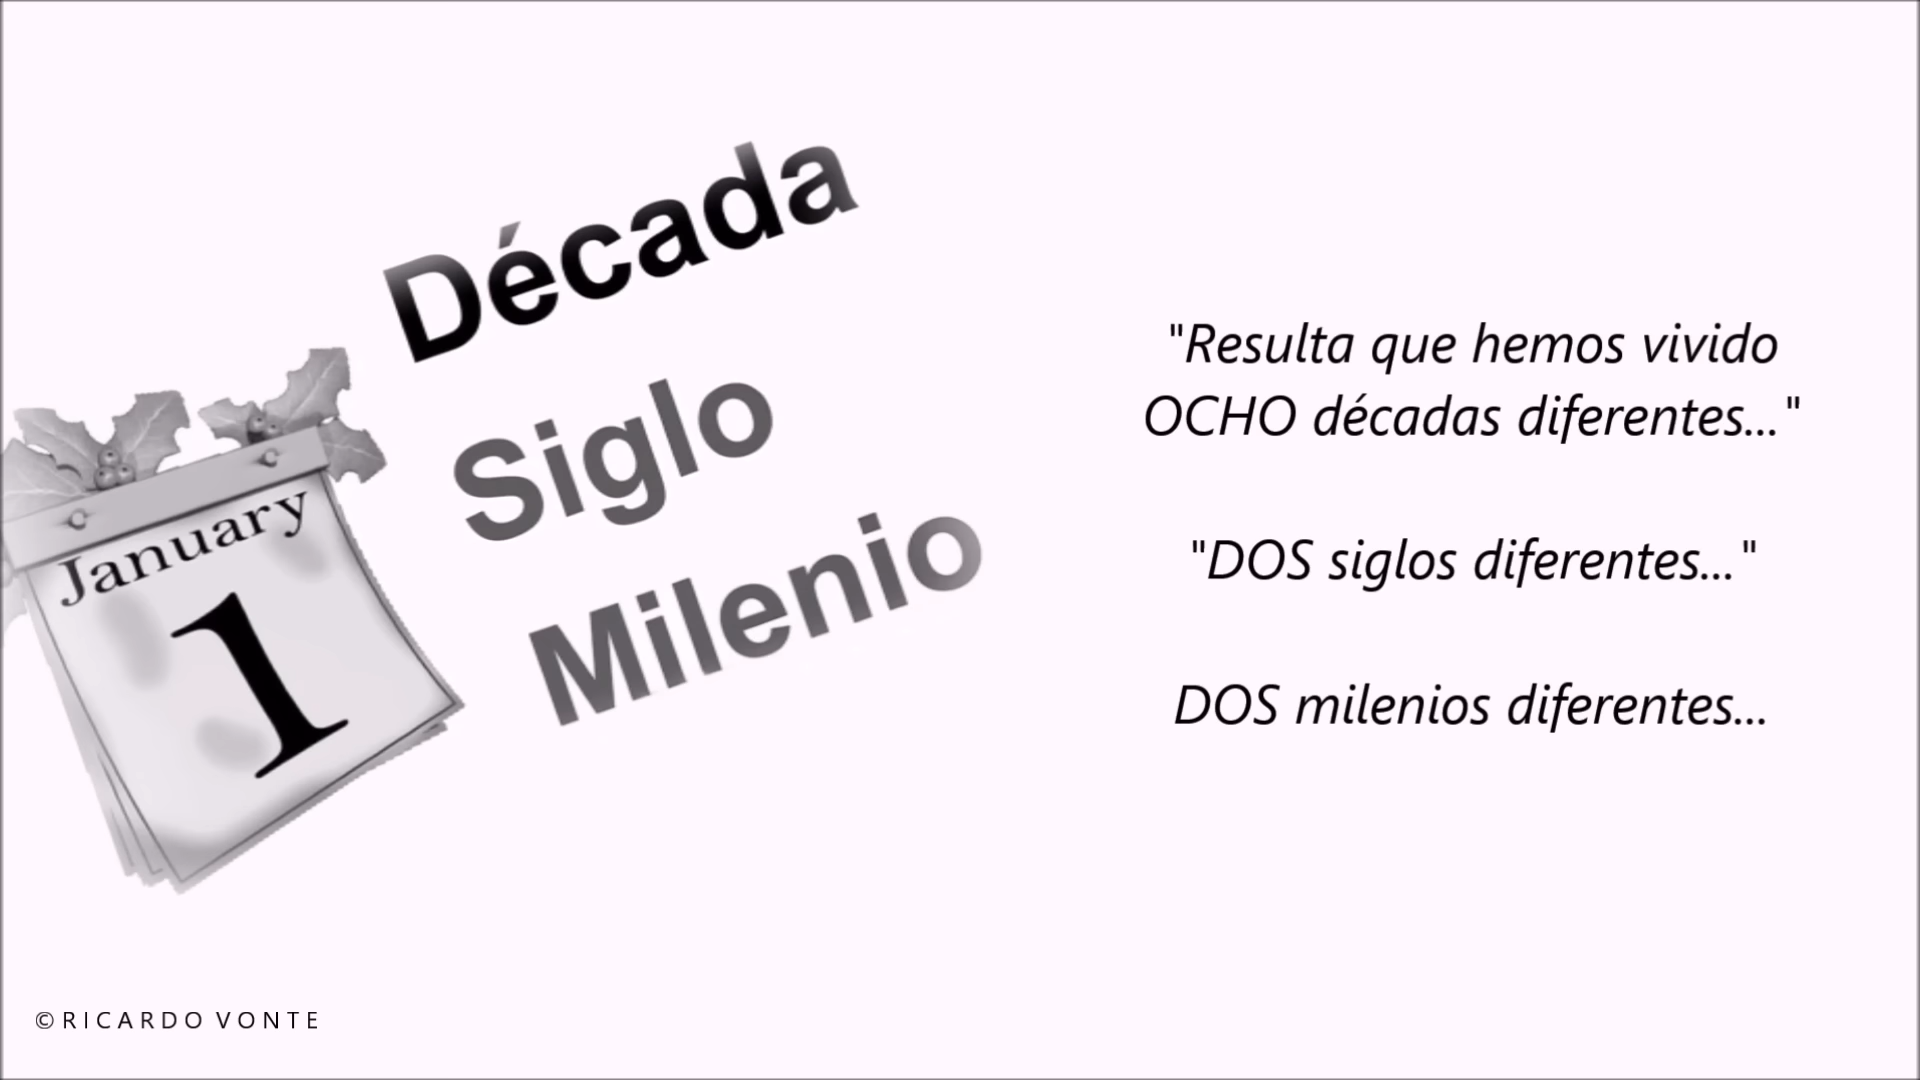 Década
Siglo
Milenio
January
1
"Resulta que hemos vivido
OCHO décadas diferentes..."
"DOS siglos diferentes..."
DOS milenios diferentes...
©RICARDO VONTE